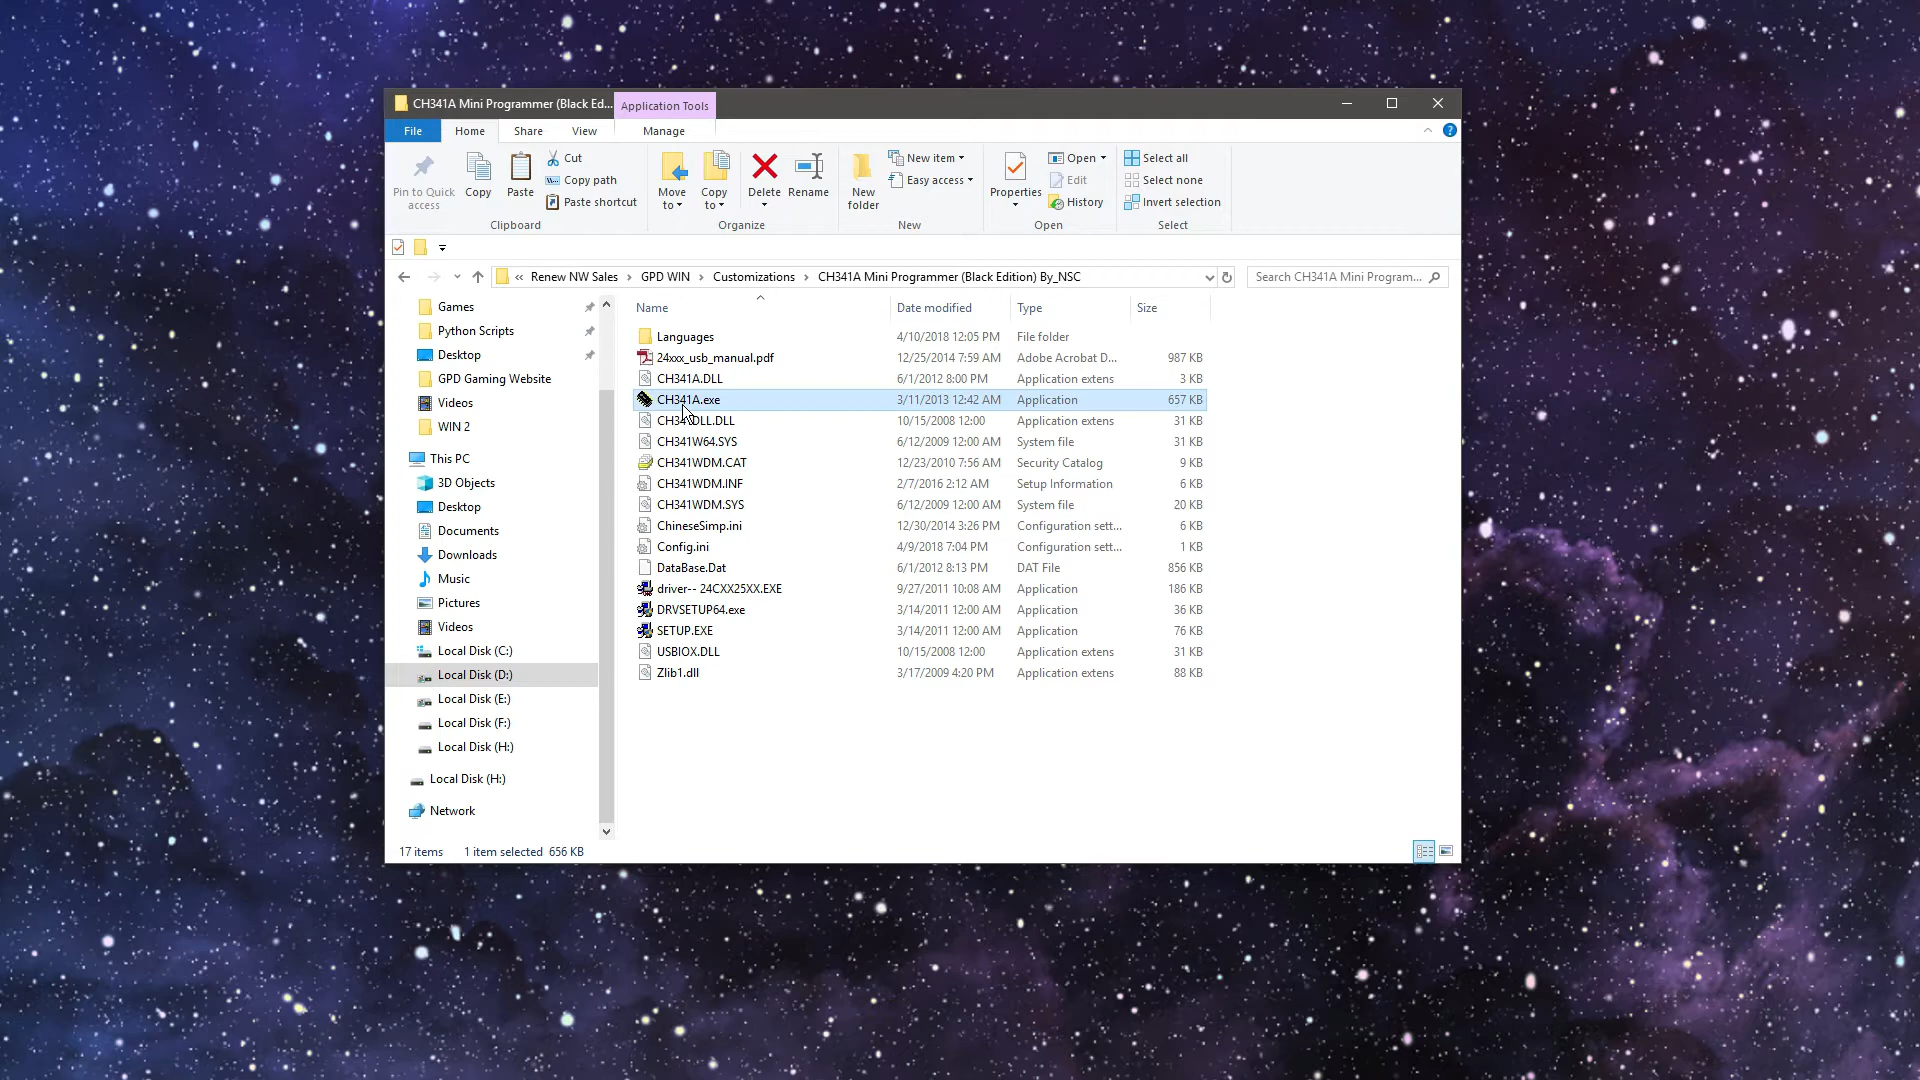 CH341A Mini Programmer (Black Ed...
Application Tools
File
Home
Share
View
Manage
Pin to Quick access
Copy
Paste
Cut
Copy path
Paste shortcut
Clipboard
Move to
Copy to
Delete
Rename
Organize
New folder
New item
Easy access
New
Properties
Open
Edit
History
Open
Select all
Select none
Invert selection
Select
« Renew NW Sales › GPD WIN › Customizations › CH341A Mini Programmer (Black Edition) By_NSC
Search CH341A Mini Program...
Games
Python Scripts
Desktop
GPD Gaming Website
Videos
WIN 2
This PC
3D Objects
Desktop
Documents
Downloads
Music
Pictures
Videos
Local Disk (C:)
Local Disk (D:)
Local Disk (E:)
Local Disk (F:)
Local Disk (H:)
Local Disk (H:)
Network
Name Date modified Type Size
Languages 4/10/2018 12:05 PM File folder
24xxx_usb_manual.pdf 12/25/2014 7:59 AM Adobe Acrobat D... 987 KB
CH341A.DLL 6/1/2012 8:00 PM Application extens 3 KB
CH341A.exe 3/11/2013 12:42 AM Application 657 KB
10/15/2008 12:00 Application extens 31 KB
CH341W64.SYS 6/12/2009 12:00 AM System file 31 KB
CH341WDM.CAT 12/23/2010 7:56 AM Security Catalog 9 KB
CH341WDM.INF 2/7/2016 2:12 AM Setup Information 6 KB
CH341WDM.SYS 6/12/2009 12:00 AM System file 20 KB
ChineseSimp.ini 12/30/2014 3:26 PM Configuration sett... 6 KB
Config.ini 4/9/2018 7:04 PM Configuration sett... 1 KB
DataBase.Dat 6/1/2012 8:13 PM DAT File 856 KB
driver-- 24CXX25XX.EXE 9/27/2011 10:08 AM Application 186 KB
DRVSETUP64.exe 3/14/2011 12:00 AM Application 36 KB
SETUP.EXE 3/14/2011 12:00 AM Application 76 KB
USBIOX.DLL 10/15/2008 12:00 Application extens 31 KB
Zlib1.dll 3/17/2009 4:20 PM Application extens 88 KB
17 items 1 item selected 656 KB